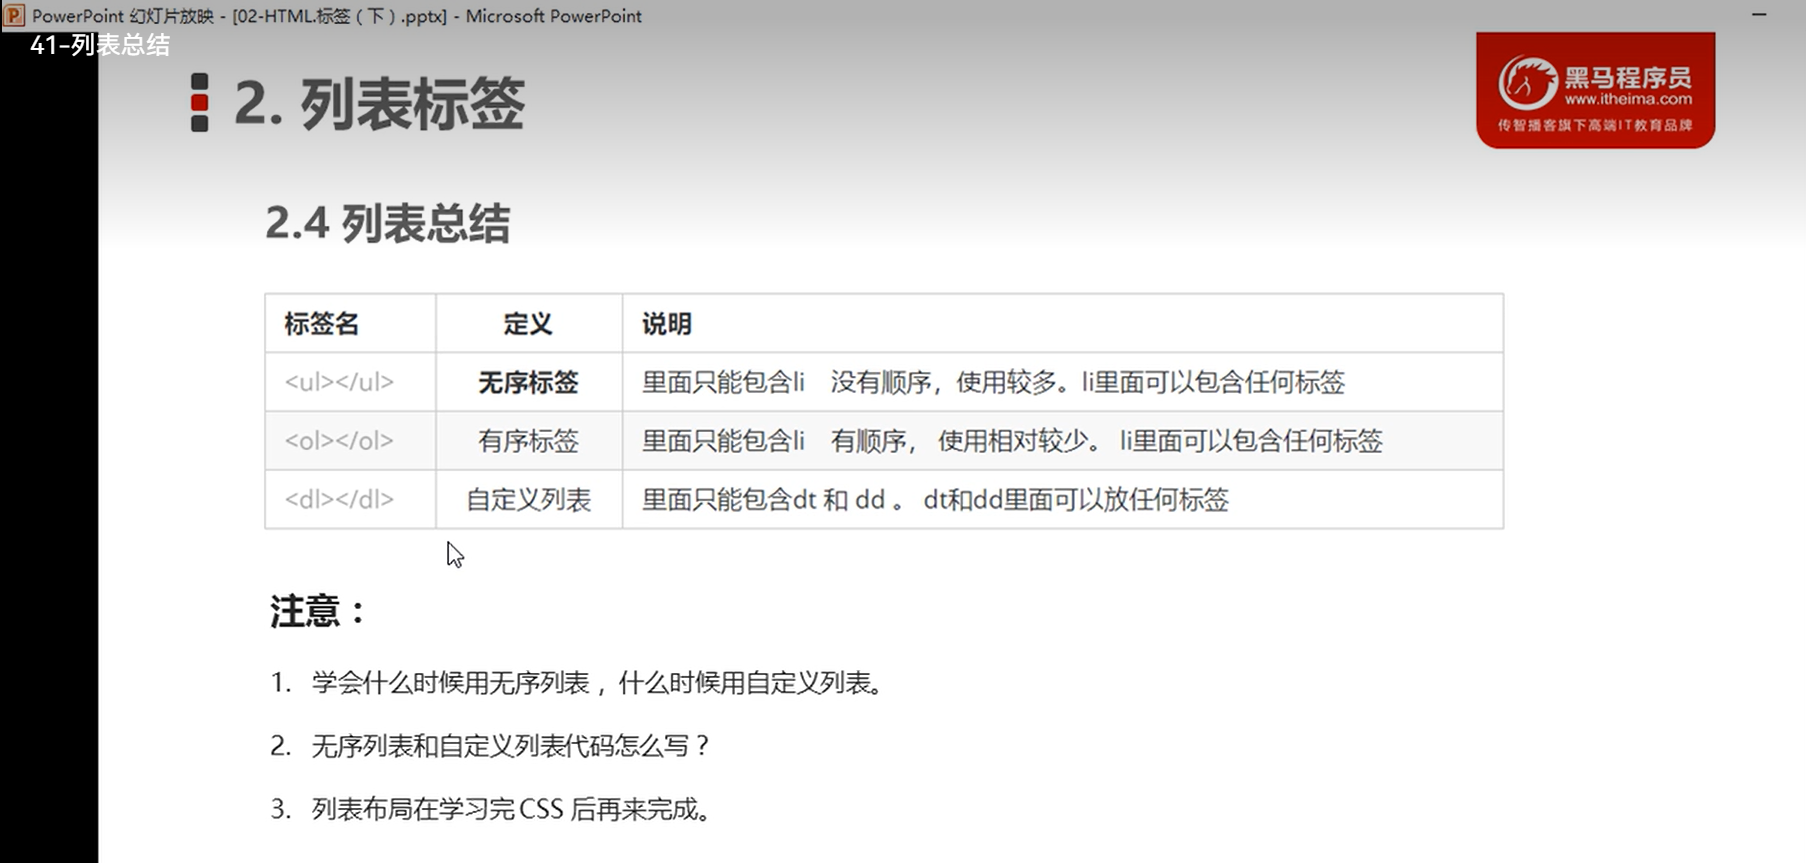 PowerPoint 幻灯片放映 - [02-HTML标签（下）.pptx] - Microsoft PowerPoint
41-列表总结
黑马程序员
www.itheima.com
传智播客旗下高端IT教育品牌
2. 列表标签
2.4 列表总结
标签名 定义 说明
<ul></ul> 无序标签 里面只能包含li 没有顺序，使用较多。li里面可以包含任何标签
<ol></ol> 有序标签 里面只能包含li 有顺序， 使用相对较少。 li里面可以包含任何标签
<dl></dl> 自定义列表 里面只能包含dt 和 dd 。 dt和dd里面可以放任何标签
注意：
1. 学会什么时候用无序列表，什么时候用自定义列表。
2. 无序列表和自定义列表代码怎么写？
3. 列表布局在学习完 CSS 后再来完成。